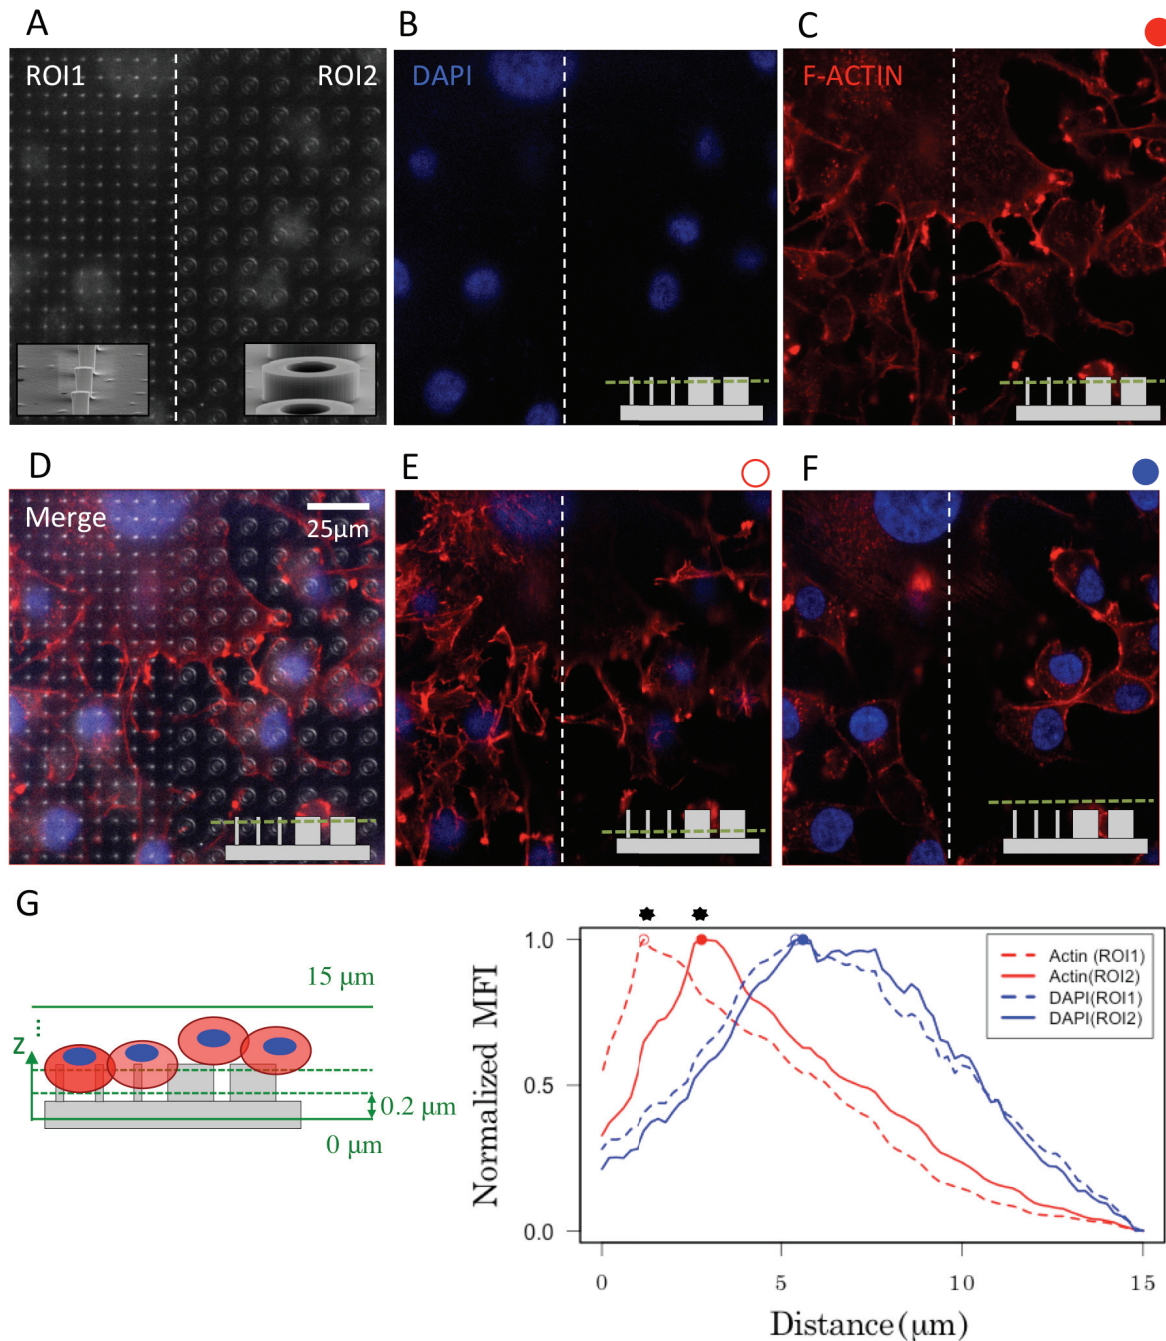 A
B
C
ROI1
ROI2
DAPI
F-ACTIN
D
E
F
Merge
25μm
G
15 μm
⋮
z
0.2 μm
0 μm
Normalized MFI
1.0
0.5
0.0
Actin (ROI1)
Actin(ROI2)
DAPI(ROI1)
DAPI(ROI2)
0
5
10
15
Distance(μm)